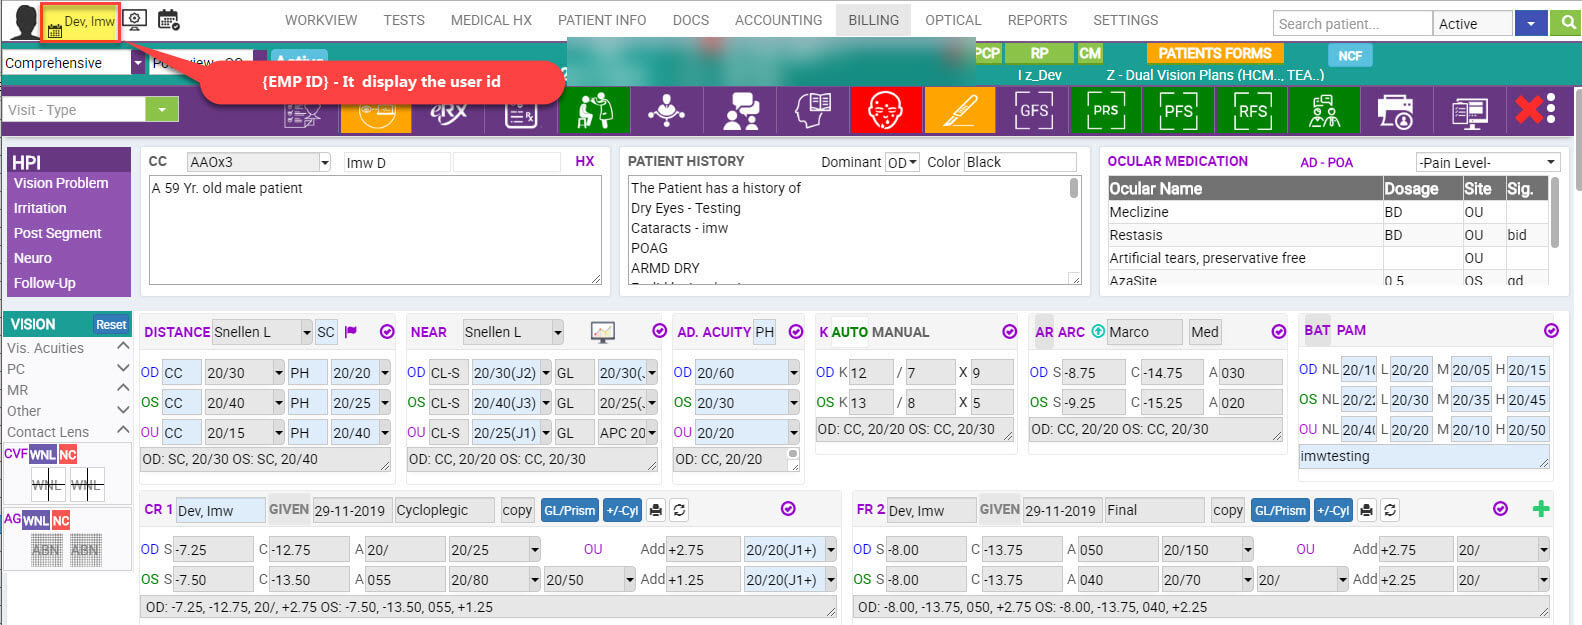 Dev, Imw WORKVIEW TESTS MEDICAL HX PATIENT INFO DOCS ACCOUNTING BILLING OPTICAL REPORTS SETTINGS Search patient... Active
Comprehensive PCP RP CM PATIENTS FORMS NCF
{EMP ID} - It display the user id
I z_Dev Z - Dual Vision Plans (HCM.., TEA..)
Visit - Type eRx GFS PRS PFS RFS
HPI
Vision Problem
Irritation
Post Segment
Neuro
Follow-Up
CC AAOx3 Imw D HX
A 59 Yr. old male patient
PATIENT HISTORY Dominant OD Color Black
The Patient has a history of
Dry Eyes - Testing
Cataracts - imw
POAG
ARMD DRY
OCULAR MEDICATION AD - POA -Pain Level-
Ocular Name Dosage Site Sig.
Meclizine BD OU
Restasis BD OU bid
Artificial tears, preservative free OU
AzaSite 0.5 OS qd
VISION Reset
Vis. Acuities
PC
MR
Other
Contact Lens
CVF WNL NC
WNL WNL
AG WNL NC
ABN ABN
DISTANCE Snellen L SC
OD CC 20/30 PH 20/20
OS CC 20/40 PH 20/25
OU CC 20/15 PH 20/40
OD: SC, 20/30 OS: SC, 20/40
NEAR Snellen L
OD CL-S 20/30(J2) GL 20/30(.
OS CL-S 20/40(J3) GL 20/25(.
OU CL-S 20/25(J1) GL APC 20
OD: CC, 20/20 OS: CC, 20/30
AD. ACUITY PH
OD 20/60
OS 20/30
OU 20/20
OD: CC, 20/20
K AUTO MANUAL
OD K 12 / 7 X 9
OS K 13 / 8 X 5
OD: CC, 20/20 OS: CC, 20/30
AR ARC Marco Med
OD S -8.75 C -14.75 A 030
OS S -9.25 C -15.25 A 020
OD: CC, 20/20 OS: CC, 20/30
BAT PAM
OD NL 20/10 L 20/20 M 20/05 H 20/15
OS NL 20/22 L 20/30 M 20/35 H 20/45
OU NL 20/40 L 20/20 M 20/10 H 20/50
imwtesting
CR 1 Dev, Imw GIVEN 29-11-2019 Cycloplegic copy GL/Prism +/-Cyl
OD S -7.25 C -12.75 A 20/ 20/25 OU Add +2.75 20/20(J1+)
OS S -7.50 C -13.50 A 055 20/80 20/50 Add +1.25 20/20(J1+)
OD: -7.25, -12.75, 20/, +2.75 OS: -7.50, -13.50, 055, +1.25
FR 2 Dev, Imw GIVEN 29-11-2019 Final copy GL/Prism +/-Cyl
OD S -8.00 C -13.75 A 050 20/150 OU Add +2.75 20/
OS S -8.00 C -13.75 A 040 20/70 20/ Add +2.25 20/
OD: -8.00, -13.75, 050, +2.75 OS: -8.00, -13.75, 040, +2.25